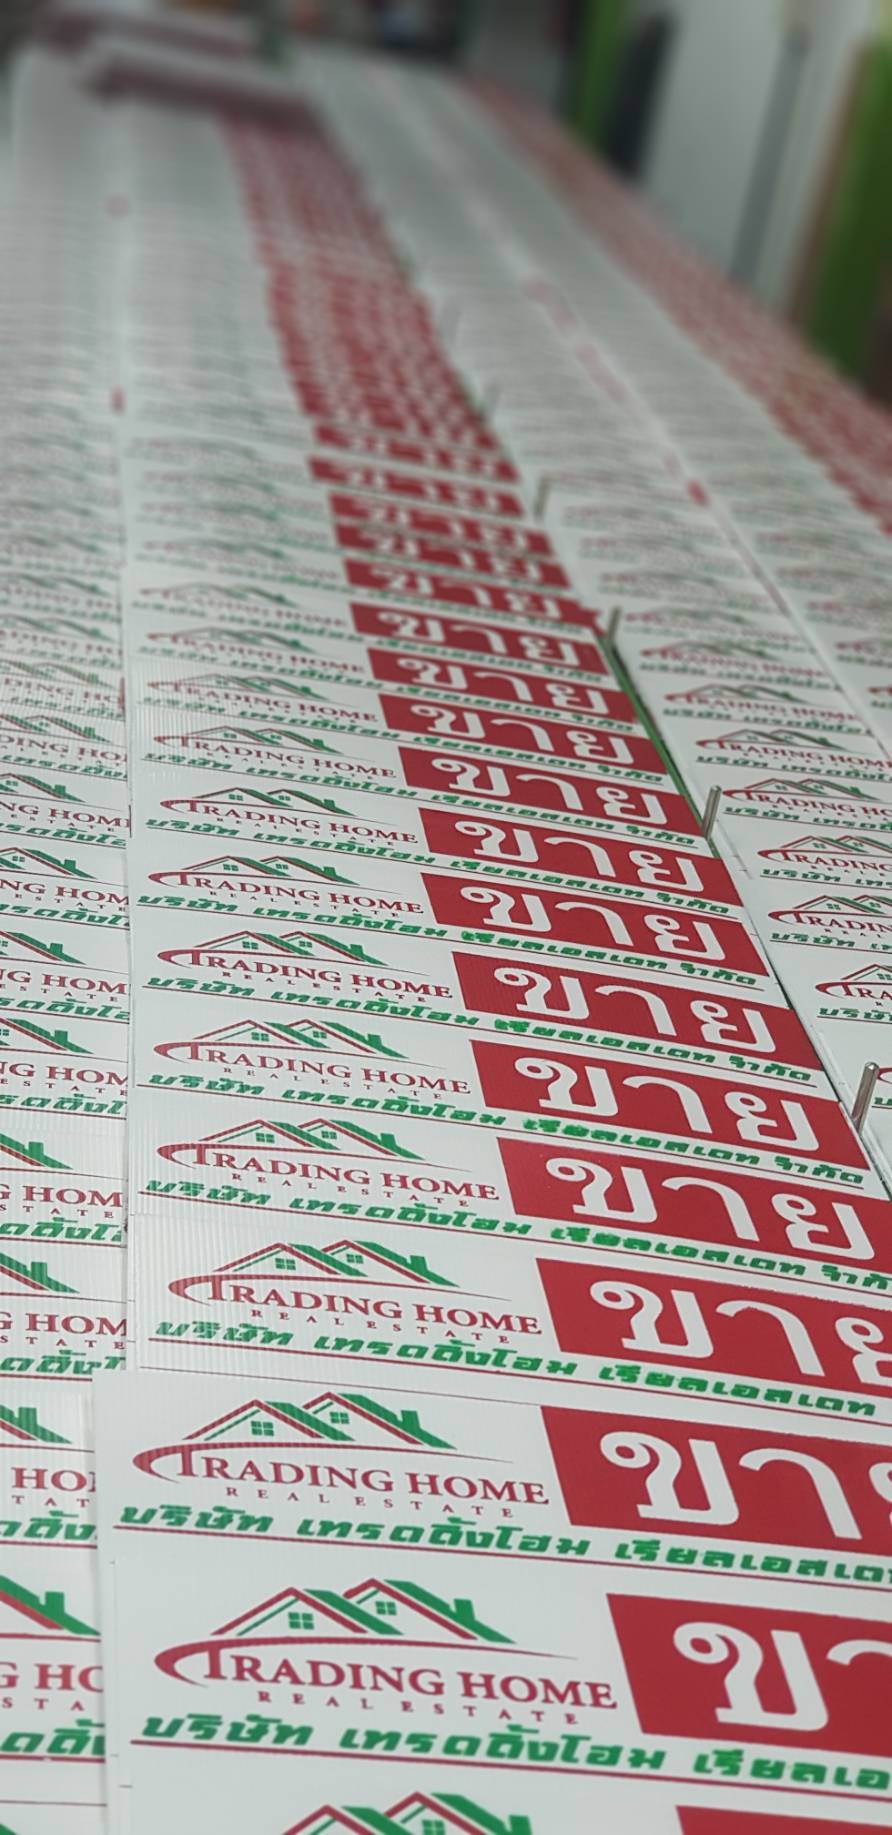 TRADING HOME
REAL ESTATE
ขาย
บริษัท เทรดดิ้งโฮม เรียลเอสเตท จำกัด